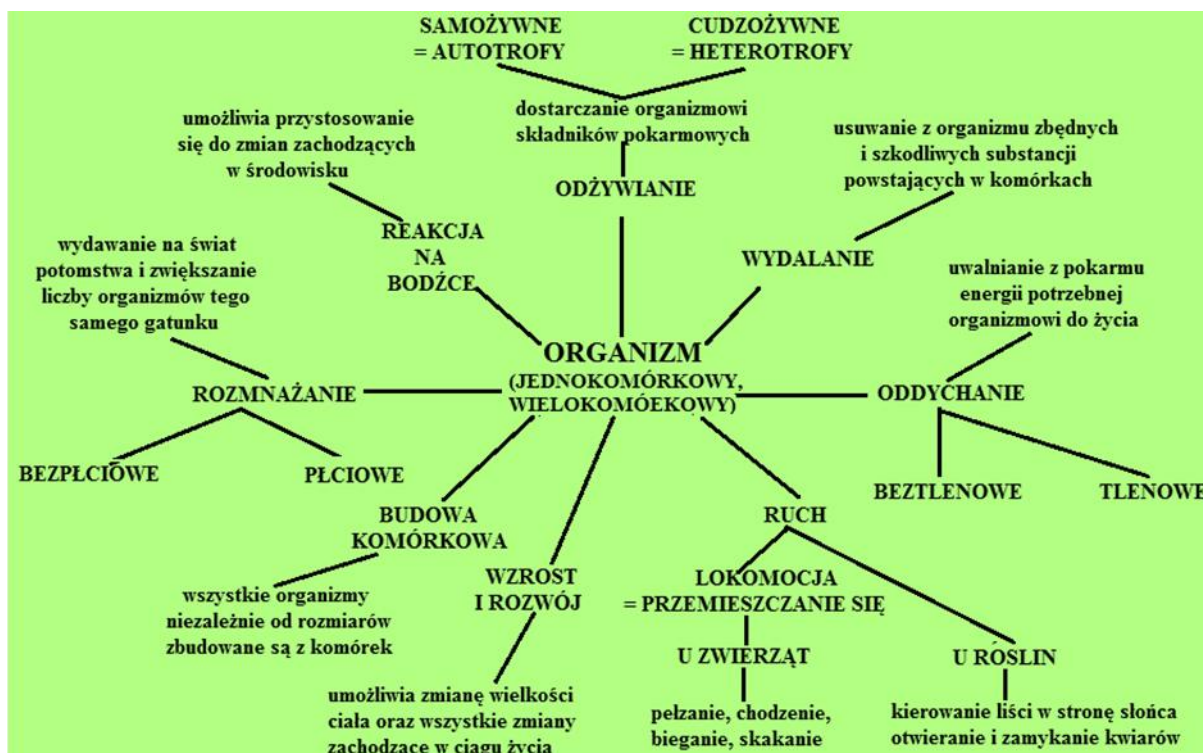 SAMOŻYWNE
= AUTOTROFY
CUDZOŻYWNE
= HETEROTROFY
dostarczanie organizmowi
składników pokarmowych
ODŻYWIANIE
umożliwia przystosowanie
się do zmian zachodzących
w środowisku
REAKCJA
NA
BODŹCE
usuwanie z organizmu zbędnych
i szkodliwych substancji
powstających w komórkach
WYDALANIE
wydawanie na świat
potomstwa i zwiększanie
liczby organizmów tego
samego gatunku
ROZMNAŻANIE
BEZPŁCIOWE
PŁCIOWE
uwalnianie z pokarmu
energii potrzebnej
organizmowi do życia
ODDYCHANIE
BEZTLENOWE
TLENOWE
ORGANIZM
(JEDNOKOMÓRKOWY,
WIELOKOMÓEKOWY)
BUDOWA
KOMÓRKOWA
wszystkie organizmy
niezależnie od rozmiarów
zbudowane są z komórek
WZROST
I ROZWÓJ
umożliwia zmianę wielkości
ciała oraz wszystkie zmiany
zachodzące w ciągu życia
RUCH
LOKOMOCJA
= PRZEMIESZCZANIE SIĘ
U ZWIERZĄT
pełzanie, chodzenie,
bieganie, skakanie
U ROŚLIN
kierowanie liści w stronę słońca
otwieranie i zamykanie kwiarów